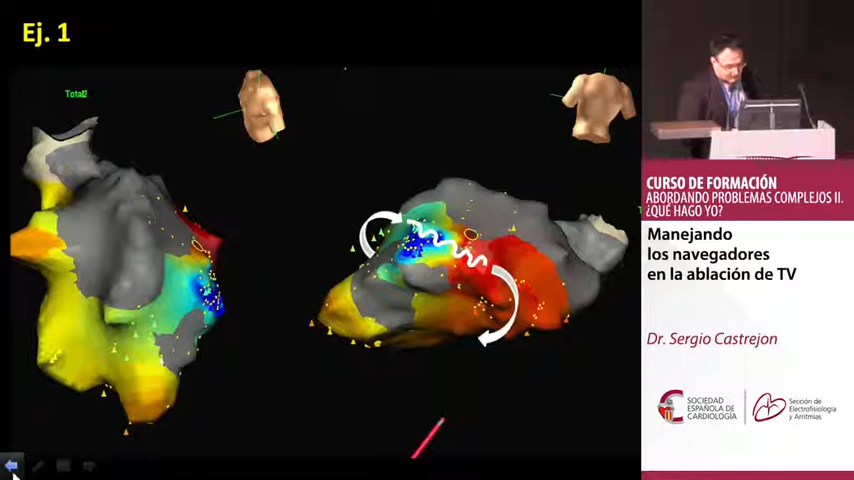 Ej. 1
Total2
CURSO DE FORMACIÓN
ABORDANDO PROBLEMAS COMPLEJOS II.
¿QUÉ HAGO YO?
Manejando
los navegadores
en la ablación de TV
Dr. Sergio Castrejon
SOCIEDAD
ESPAÑOLA DE
CARDIOLOGÍA
Sección de
Electrofisiología
y Arritmias